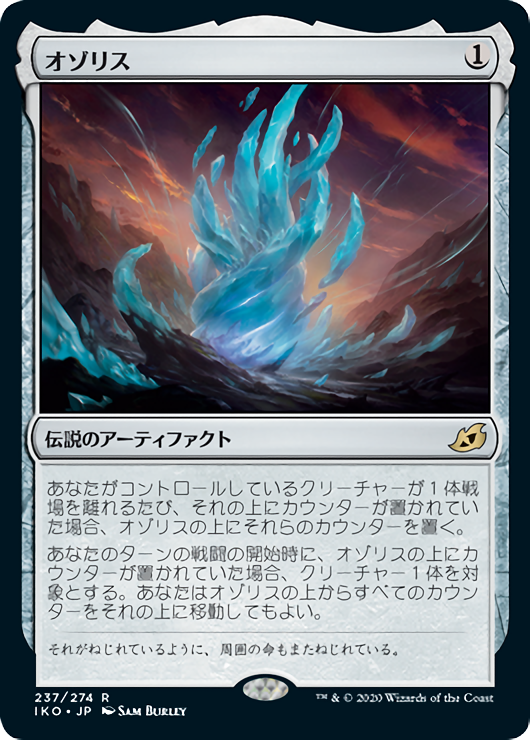 オゾリス
1
伝説のアーティファクト
あなたがコントロールしているクリーチャーが１体戦
場を離れるたび、それの上にカウンターが置かれてい
た場合、オゾリスの上にそれらのカウンターを置く。
あなたのターンの戦闘の開始時に、オゾリスの上にカ
ウンターが置かれていた場合、クリーチャー１体を対
象とする。あなたはオゾリスの上からすべてのカウン
ターをそれの上に移動してもよい。
それがねじれているように、周囲の命もまたねじれている。
237/274 R
IKO • JP SAM BURLEY
™ & © 2020 Wizards of the Coast